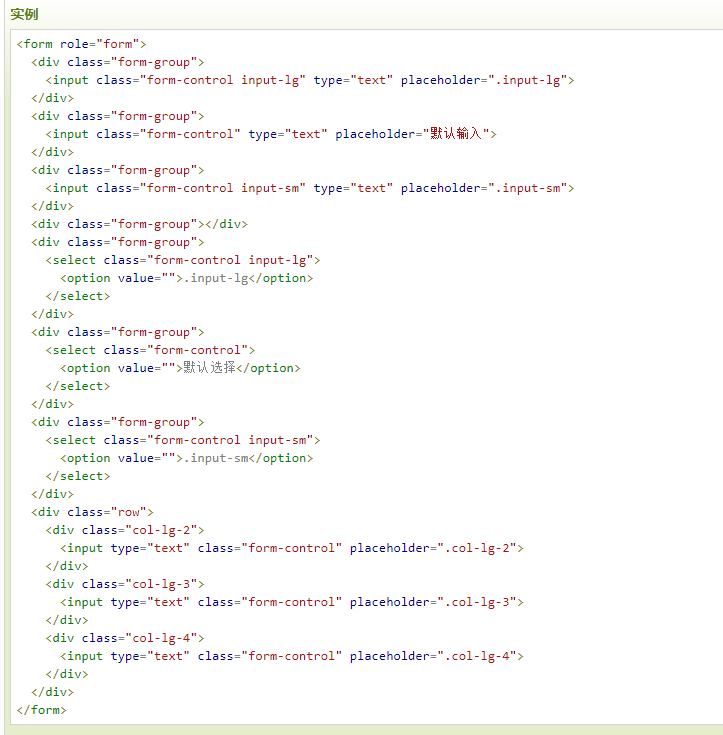 实例
<form role="form">
  <div class="form-group">
    <input class="form-control input-lg" type="text" placeholder=".input-lg">
  </div>
  <div class="form-group">
    <input class="form-control" type="text" placeholder="默认输入">
  </div>
  <div class="form-group">
    <input class="form-control input-sm" type="text" placeholder=".input-sm">
  </div>
  <div class="form-group"></div>
  <div class="form-group">
    <select class="form-control input-lg">
      <option value="">.input-lg</option>
    </select>
  </div>
  <div class="form-group">
    <select class="form-control">
      <option value="">默认选择</option>
    </select>
  </div>
  <div class="form-group">
    <select class="form-control input-sm">
      <option value="">.input-sm</option>
    </select>
  </div>
  <div class="row">
    <div class="col-lg-2">
      <input type="text" class="form-control" placeholder=".col-lg-2">
    </div>
    <div class="col-lg-3">
      <input type="text" class="form-control" placeholder=".col-lg-3">
    </div>
    <div class="col-lg-4">
      <input type="text" class="form-control" placeholder=".col-lg-4">
    </div>
  </div>
</form>